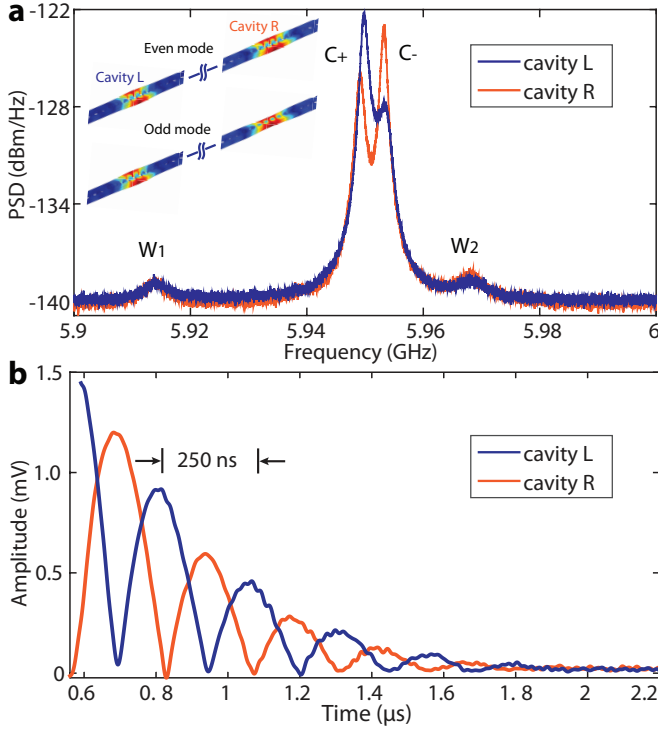 a
-122
-128
-134
-140
PSD (dBm/Hz)
Even mode
Cavity R
Cavity L
Odd mode
C+
C-
cavity L
cavity R
W1
W2
5.9
5.92
5.94
5.96
5.98
6
Frequency (GHz)
b
1.5
1.0
0.5
0
Amplitude (mV)
250 ns
cavity L
cavity R
0.6
0.8
1
1.2
1.4
1.6
1.8
2
2.2
Time (μs)